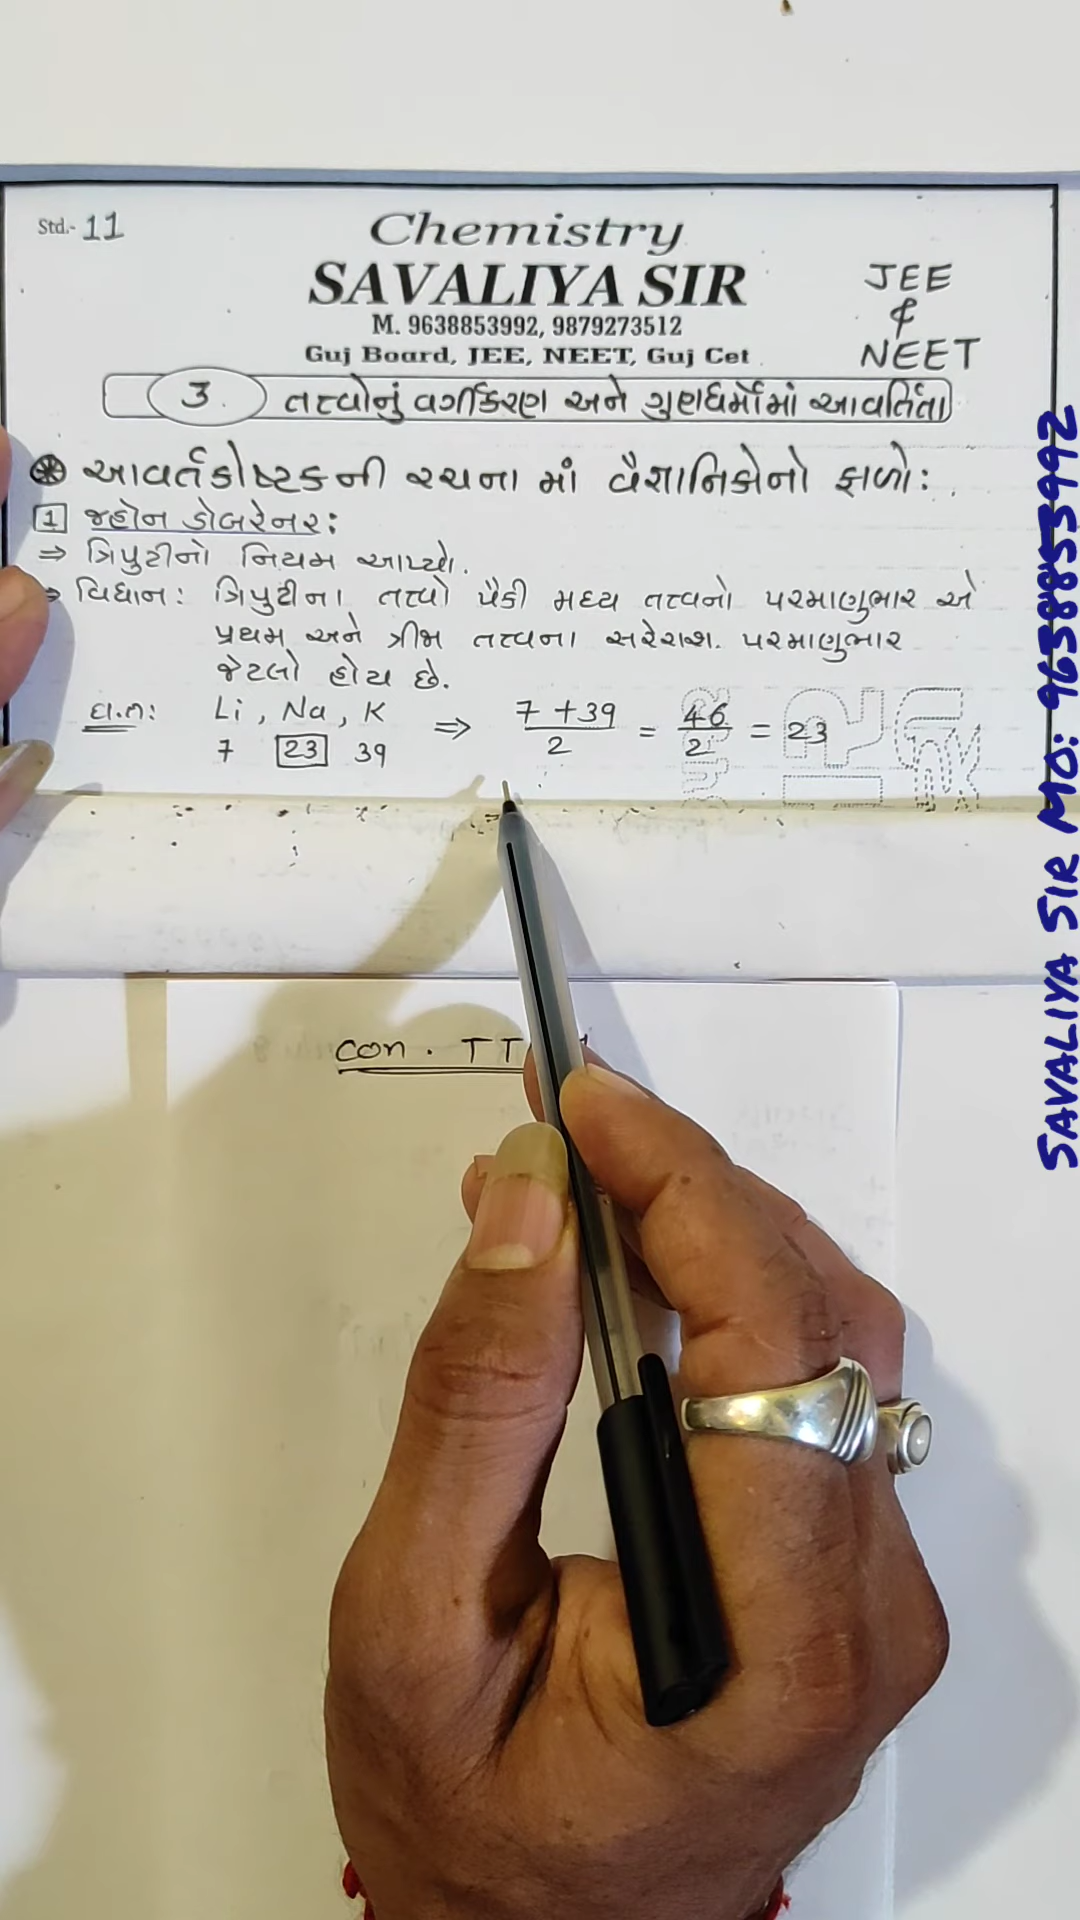 Std.- 11
Chemistry
SAVALIYA SIR
M. 9638853992, 9879273512
Guj Board, JEE, NEET, Guj Cet
JEE
&
NEET
3. તત્ત્વોનું વર્ગીકરણ અને ગુણધર્મોમાં આવર્તિતા
આવર્તકોષ્ટકની રચના માં વૈજ્ઞાનિકોનો ફાળો:
1 જહોન ડોબરેનર:
⇒ ત્રિપુટીનો નિયમ આપ્યો.
⇒ વિધાન: ત્રિપુટીના તત્વો પૈકી મધ્ય તત્વનો પરમાણુભાર એ
પ્રથમ અને ત્રીજા તત્વના સરેરાશ. પરમાણુભાર
જેટલો હોય છે.
દા.ત: Li , Na , K ⇒ 7 + 39 / 2 = 46 / 2 = 23
7 23 39
con. TT
SAVALIYA SIR MO: 9638853992